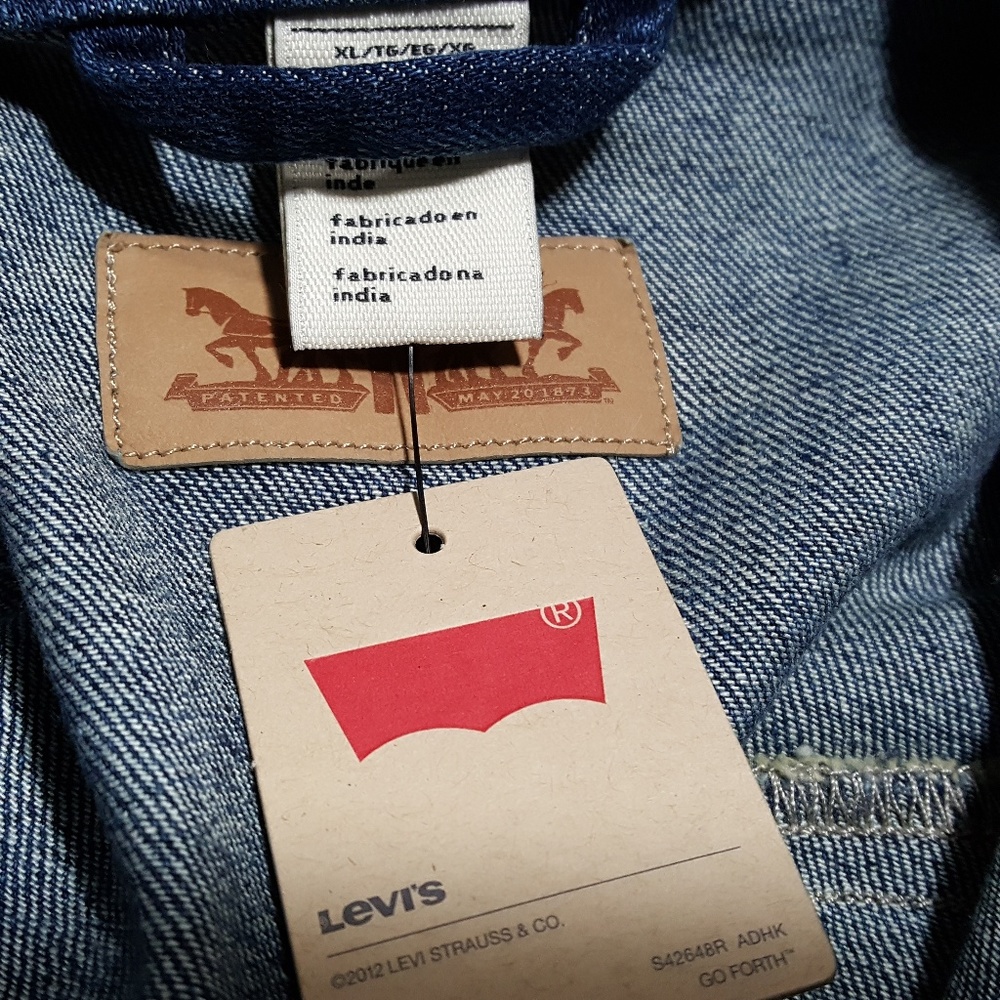 XL/TG/EG/XG
fabriqué en
inde
fabricado en
india
fabricado na
india
PATENTED
MAY 20 1873
TM
®
LEVI'S
©2012 LEVI STRAUSS & CO.
S42648R ADHK
GO FORTH™